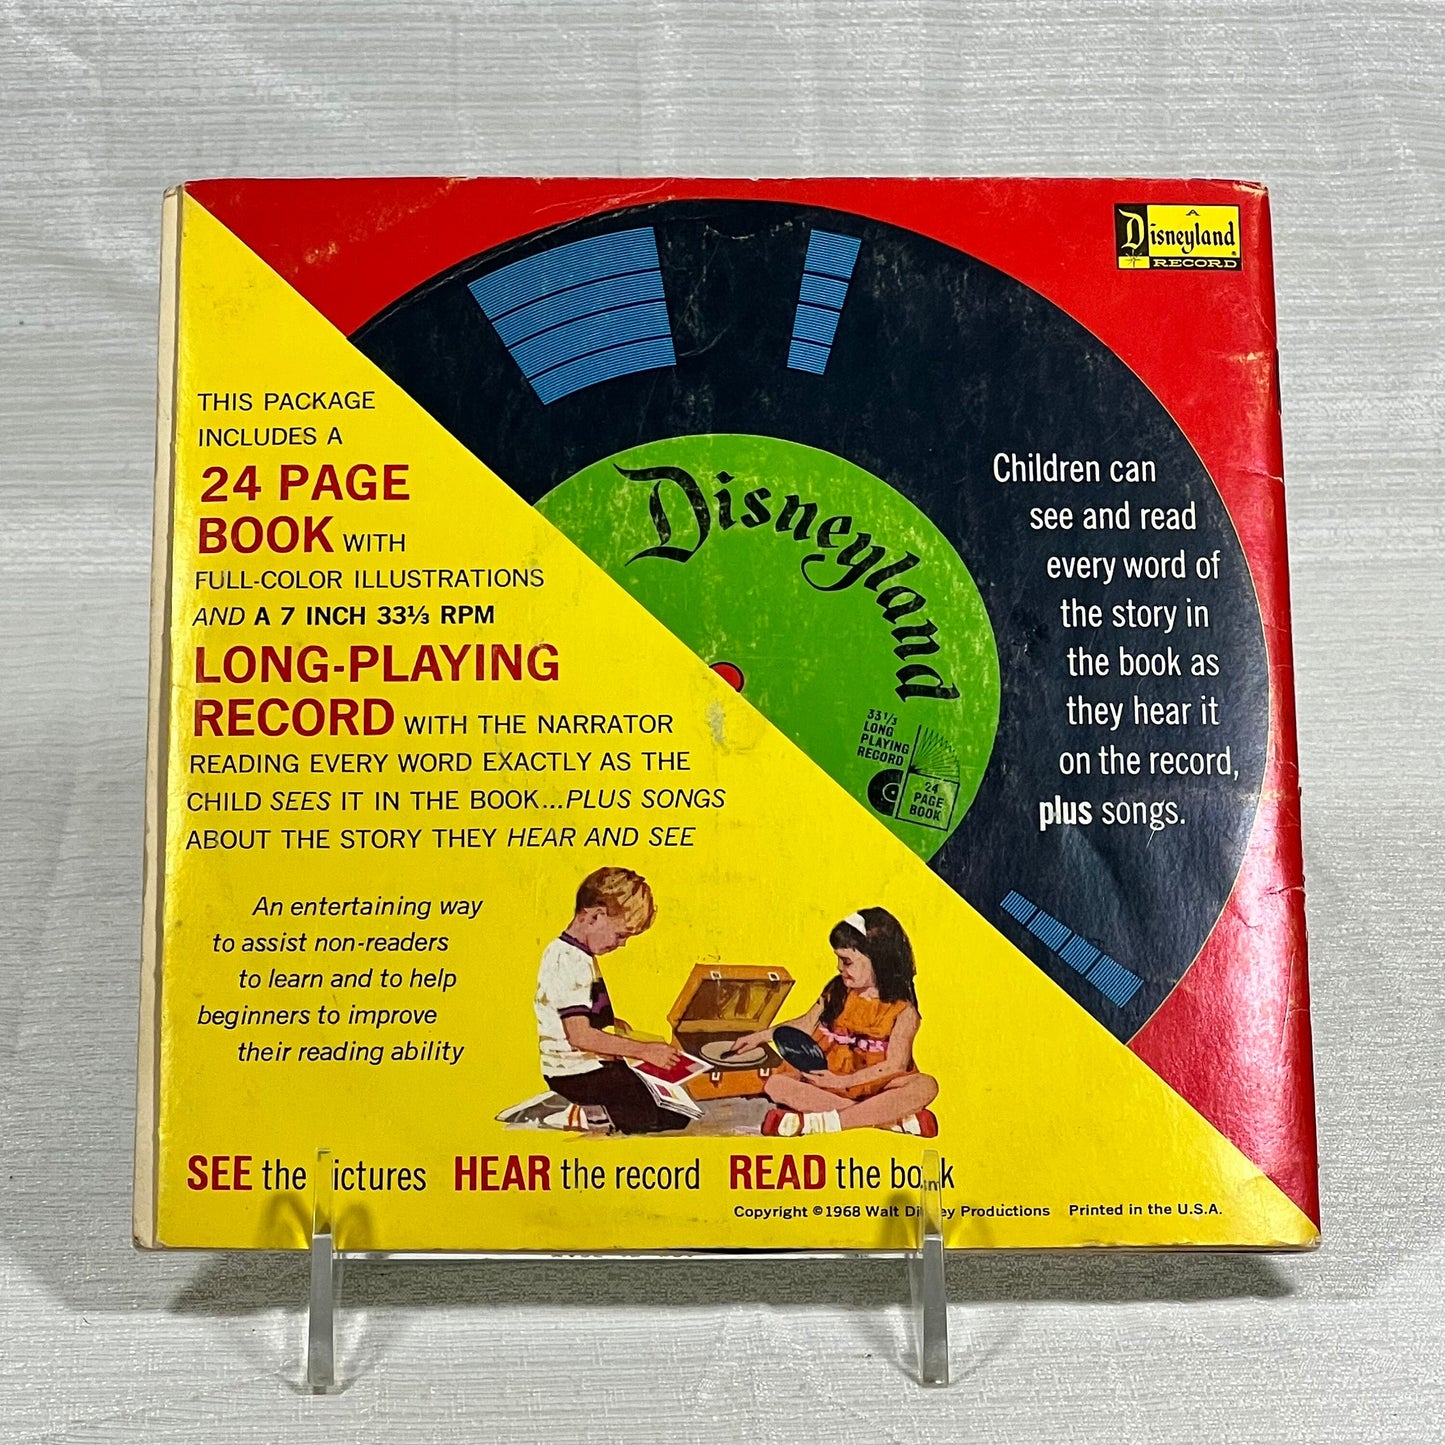 A
Disneyland
RECORD
THIS PACKAGE
INCLUDES A
24 PAGE
BOOK WITH
FULL-COLOR ILLUSTRATIONS
AND A 7 INCH 33⅓ RPM
LONG-PLAYING
RECORD WITH THE NARRATOR
READING EVERY WORD EXACTLY AS THE
CHILD SEES IT IN THE BOOK...PLUS SONGS
ABOUT THE STORY THEY HEAR AND SEE
An entertaining way
to assist non-readers
to learn and to help
beginners to improve
their reading ability
Disneyland
33 1/3
LONG
PLAYING
RECORD
24
PAGE
BOOK
Children can
see and read
every word of
the story in
the book as
they hear it
on the record,
plus songs.
SEE the pictures HEAR the record READ the book
Copyright ©1968 Walt Disney Productions Printed in the U.S.A.